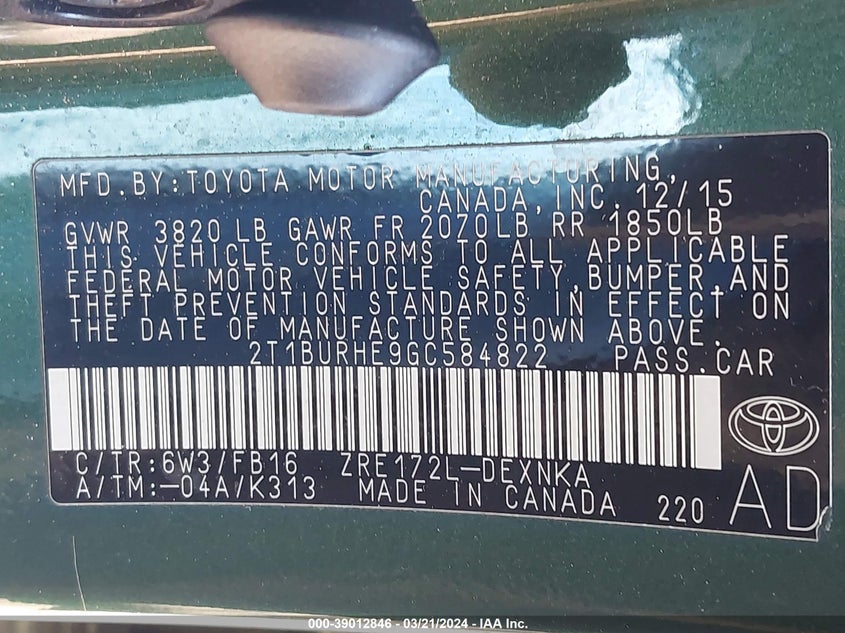 MFD.BY:TOYOTA MOTOR MANUFACTURING,
CANADA,INC. 12/15
GVWR 3820 LB GAWR FR 2070LB RR 1850LB
THIS VEHICLE CONFORMS TO ALL APPLICABLE
FEDERAL MOTOR VEHICLE SAFETY,BUMPER,AND
THEFT PREVENTION STANDARDS IN EFFECT ON
THE DATE OF MANUFACTURE SHOWN ABOVE.
2T1BURHE9GC584822 PASS.CAR
C/TR:6W3/FB16 ZRE172L-DEXNKA
A/TM:-04A/K313 MADE IN CANADA 220 AD
000-39012846 - 03/21/2024 - IAA Inc.